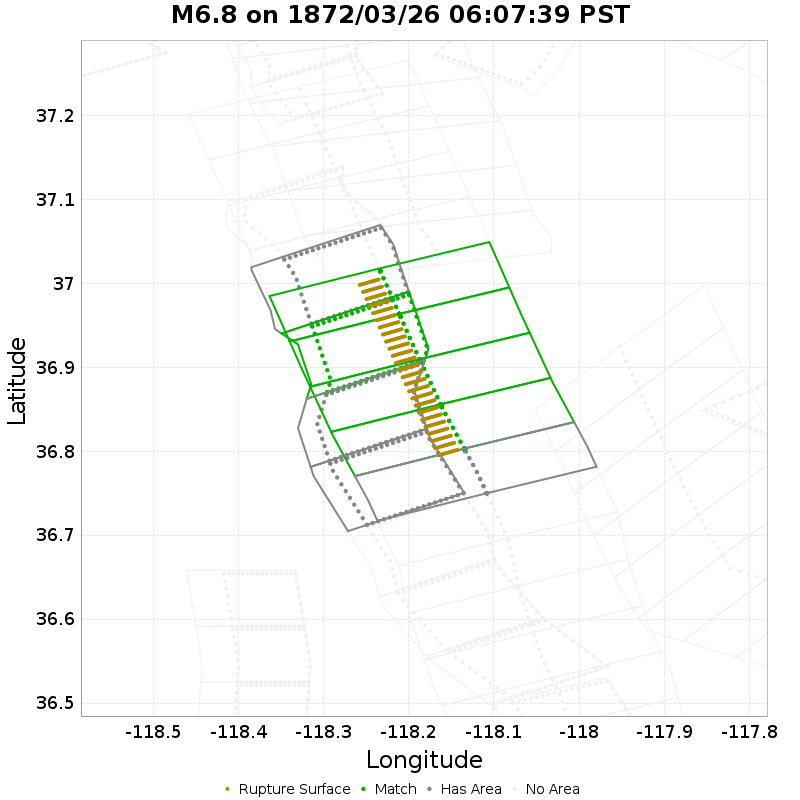 M6.8 on 1872/03/26 06:07:39 PST
37.2
37.1
37
36.9
36.8
36.7
36.6
36.5
Latitude
-118.5 -118.4 -118.3 -118.2 -118.1 -118 -117.9 -117.8
Longitude
Rupture Surface Match Has Area No Area